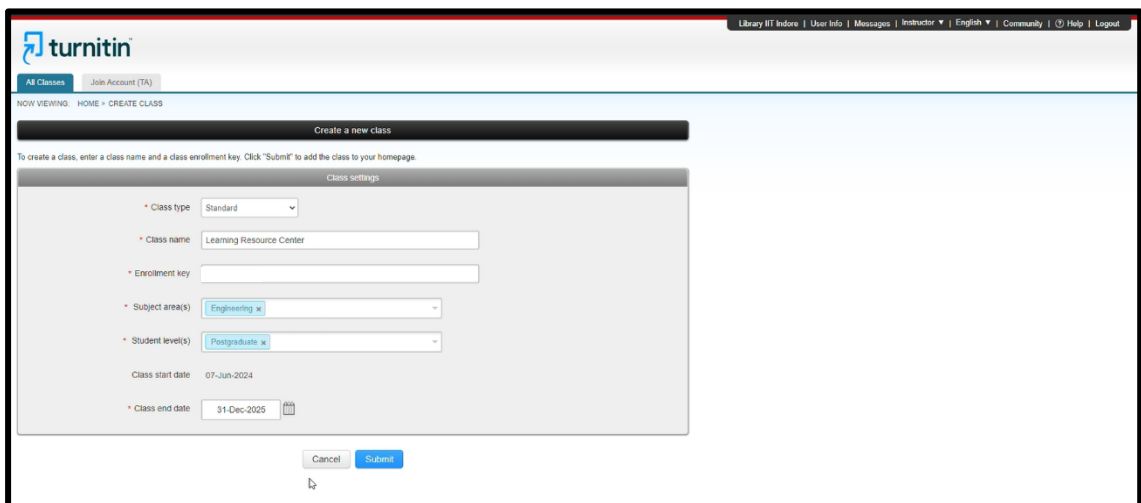 Library IIT Indore | User Info | Messages | Instructor ▼ | English ▼ | Community | ? Help | Logout
turnitin
All Classes Join Account (TA)
NOW VIEWING: HOME > CREATE CLASS
Create a new class
To create a class, enter a class name and a class enrollment key. Click "Submit" to add the class to your homepage.
Class settings
* Class type Standard
* Class name Learning Resource Center
* Enrollment key
* Subject area(s) Engineering x
* Student level(s) Postgraduate x
Class start date 07-Jun-2024
* Class end date 31-Dec-2025
Cancel Submit